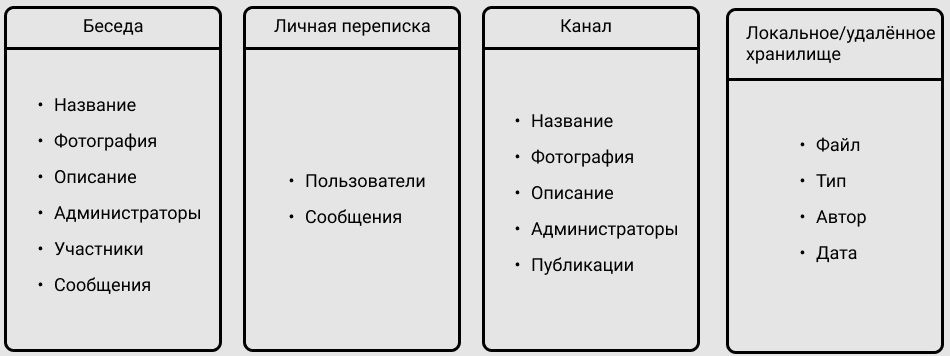 Беседа
• Название
• Фотография
• Описание
• Администраторы
• Участники
• Сообщения
Личная переписка
• Пользователи
• Сообщения
Канал
• Название
• Фотография
• Описание
• Администраторы
• Публикации
Локальное/удалённое
хранилище
• Файл
• Тип
• Автор
• Дата